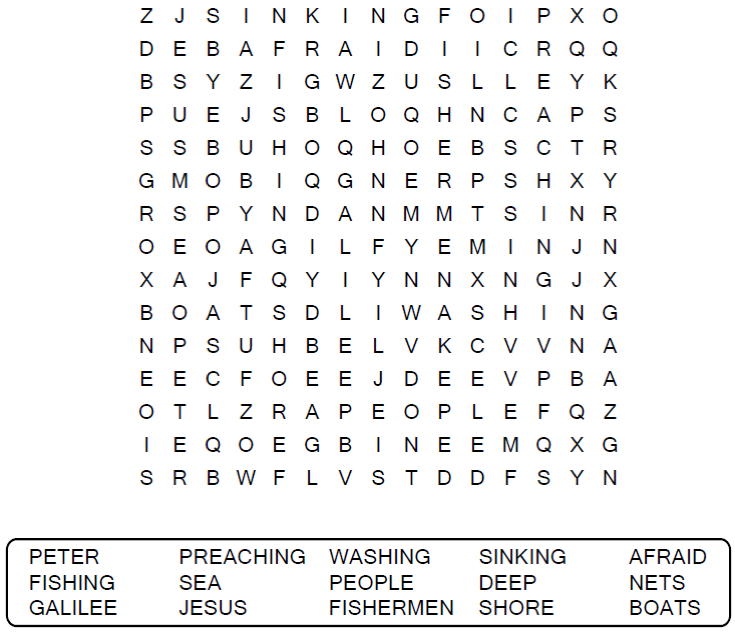 Z J S I N K I N G F O I P X O
D E B A F R A I D I I C R Q Q
B S Y Z I G W Z U S L L E Y K
P U E J S B L O Q H N C A P S
S S B U H O Q H O E B S C T R
G M O B I Q G N E R P S H X Y
R S P Y N D A N M M T S I N R
O E O A G I L F Y E M I N J N
X A J F Q Y I Y N N X N G J X
B O A T S D L I W A S H I N G
N P S U H B E L V K C V V N A
E E C F O E E J D E E V P B A
O T L Z R A P E O P L E F Q Z
I E Q O E G B I N E E M Q X G
S R B W F L V S T D D F S Y N
PETER PREACHING WASHING SINKING AFRAID
FISHING SEA PEOPLE DEEP NETS
GALILEE JESUS FISHERMEN SHORE BOATS